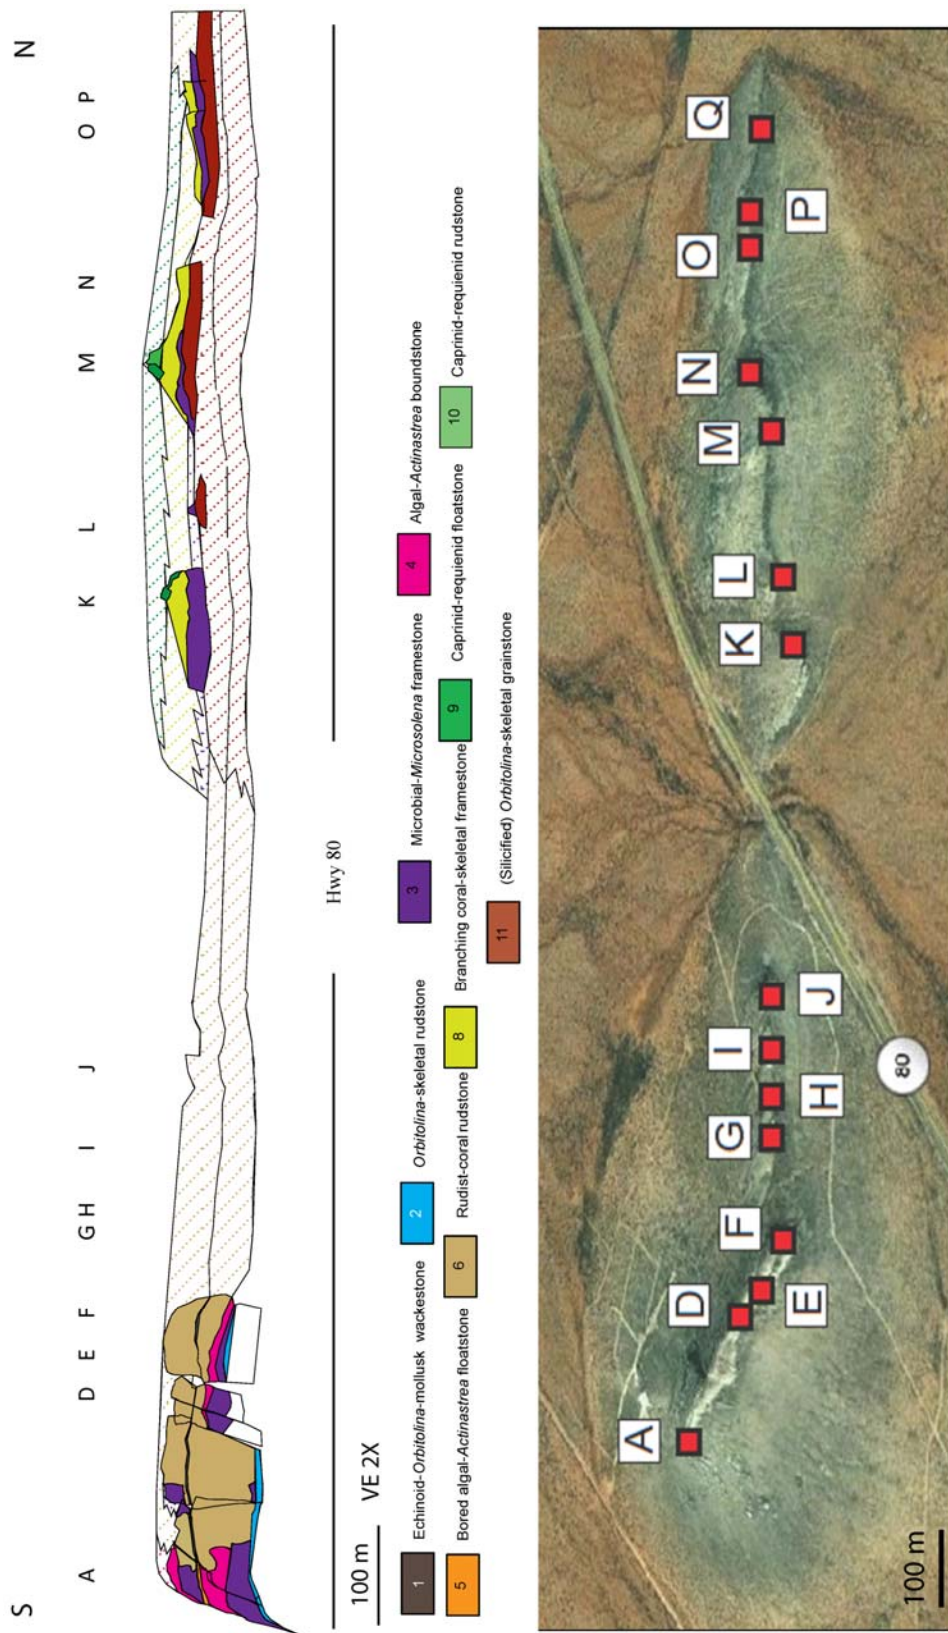 S N
A D E F G H I J K L M N O P
100 m VE 2X
Hwy 80
1 Echinoid-Orbitolina-mollusk wackestone 2 Orbitolina-skeletal rudstone 3 Microbial-Microsolena framestone 4 Algal-Actinastrea boundstone
5 Bored algal-Actinastrea floatstone 6 Rudist-coral rudstone 8 Branching coral-skeletal framestone 9 Caprinid-requienid floatstone 10 Caprinid-requienid rudstone
11 (Silicified) Orbitolina-skeletal grainstone
A D E F G H I J K L M N O P Q
80
100 m